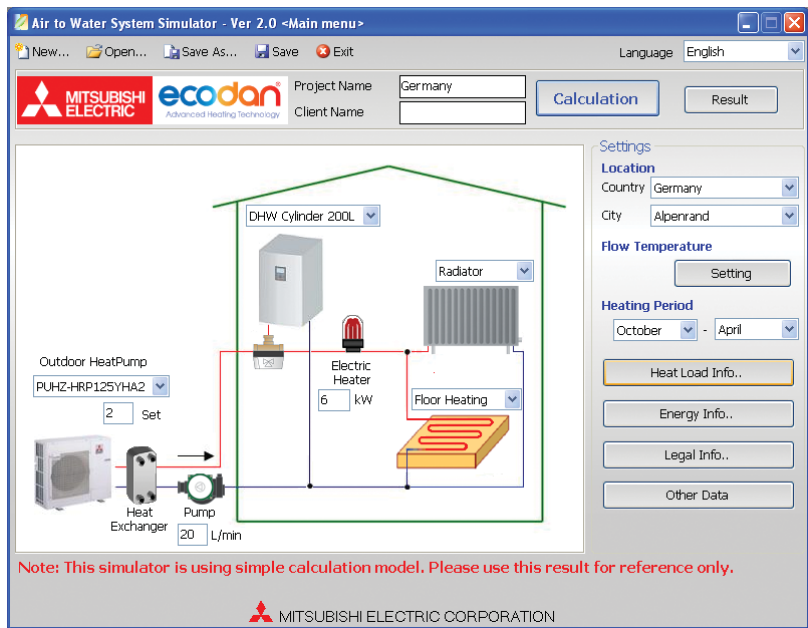 Air to Water System Simulator - Ver 2.0 <Main menu>
New... Open... Save As... Save Exit Language English
MITSUBISHI ELECTRIC
ecodan
Advanced Heating Technology
Project Name Germany
Client Name
Calculation Result
DHW Cylinder 200L
Radiator
Electric Heater
6 kW
Floor Heating
Outdoor HeatPump
PUHZ-HRP125YHA2
2 Set
Heat Exchanger
Pump
20 L/min
Settings
Location
Country Germany
City Alpenrand
Flow Temperature
Setting
Heating Period
October - April
Heat Load Info..
Energy Info..
Legal Info..
Other Data
Note: This simulator is using simple calculation model. Please use this result for reference only.
MITSUBISHI ELECTRIC CORPORATION